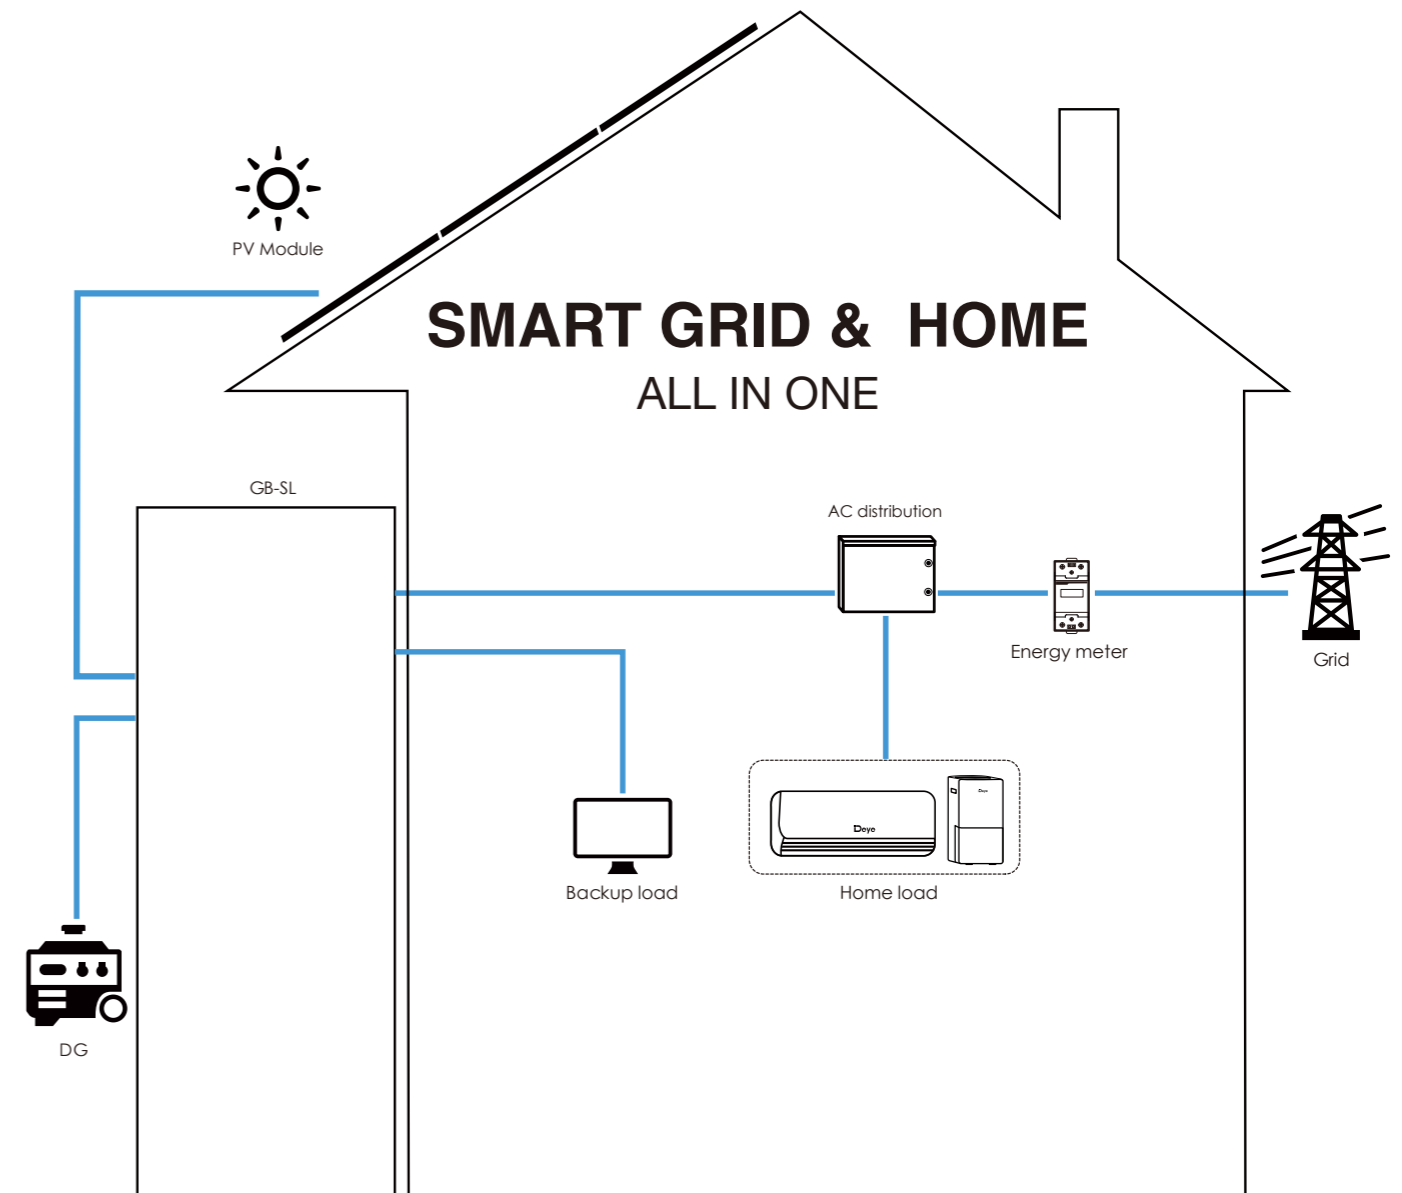 PV Module
SMART GRID & HOME
ALL IN ONE
GB-SL
AC distribution
Energy meter
Grid
Deye
Deye
Backup load
Home load
DG